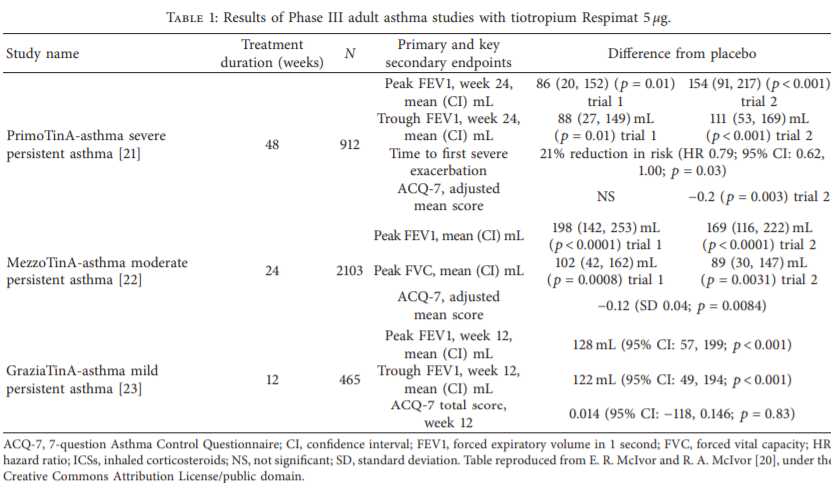 TABLE 1: Results of Phase III adult asthma studies with tiotropium Respimat 5 μg.
Study name Treatment duration (weeks) N Primary and key secondary endpoints Difference from placebo
PrimoTinA-asthma severe persistent asthma [21] 48 912
Peak FEV1, week 24, mean (CI) mL 86 (20, 152) (p = 0.01) trial 1 154 (91, 217) (p < 0.001) trial 2
Trough FEV1, week 24, mean (CI) mL 88 (27, 149) mL (p = 0.01) trial 1 111 (53, 169) mL (p < 0.001) trial 2
Time to first severe exacerbation 21% reduction in risk (HR 0.79; 95% CI: 0.62, 1.00; p = 0.03)
ACQ-7, adjusted mean score NS −0.2 (p = 0.003) trial 2
MezzoTinA-asthma moderate persistent asthma [22] 24 2103
Peak FEV1, mean (CI) mL 198 (142, 253) mL (p < 0.0001) trial 1 169 (116, 222) mL (p < 0.0001) trial 2
Peak FVC, mean (CI) mL 102 (42, 162) mL (p = 0.0008) trial 1 89 (30, 147) mL (p = 0.0031) trial 2
ACQ-7, adjusted mean score −0.12 (SD 0.04; p = 0.0084)
GraziaTinA-asthma mild persistent asthma [23] 12 465
Peak FEV1, week 12, mean (CI) mL 128 mL (95% CI: 57, 199; p < 0.001)
Trough FEV1, week 12, mean (CI) mL 122 mL (95% CI: 49, 194; p < 0.001)
ACQ-7 total score, week 12 0.014 (95% CI: −118, 0.146; p = 0.83)
ACQ-7, 7-question Asthma Control Questionnaire; CI, confidence interval; FEV1, forced expiratory volume in 1 second; FVC, forced vital capacity; HR
hazard ratio; ICSs, inhaled corticosteroids; NS, not significant; SD, standard deviation. Table reproduced from E. R. McIvor and R. A. McIvor [20], under the
Creative Commons Attribution License/public domain.